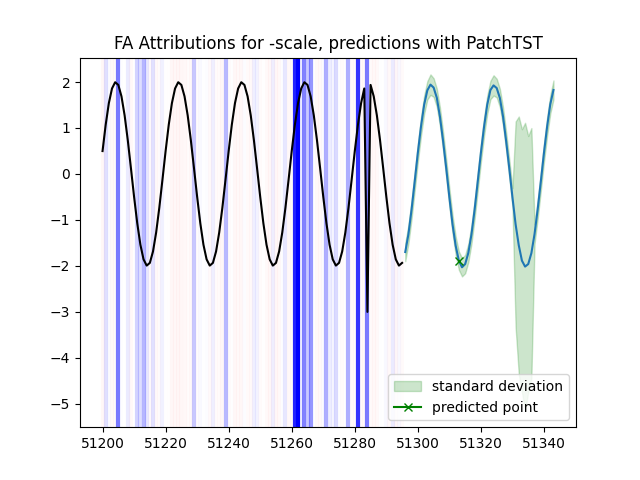 FA Attributions for -scale, predictions with PatchTST
2
1
0
−1
−2
−3
−4
−5
standard deviation
predicted point
51200 51220 51240 51260 51280 51300 51320 51340